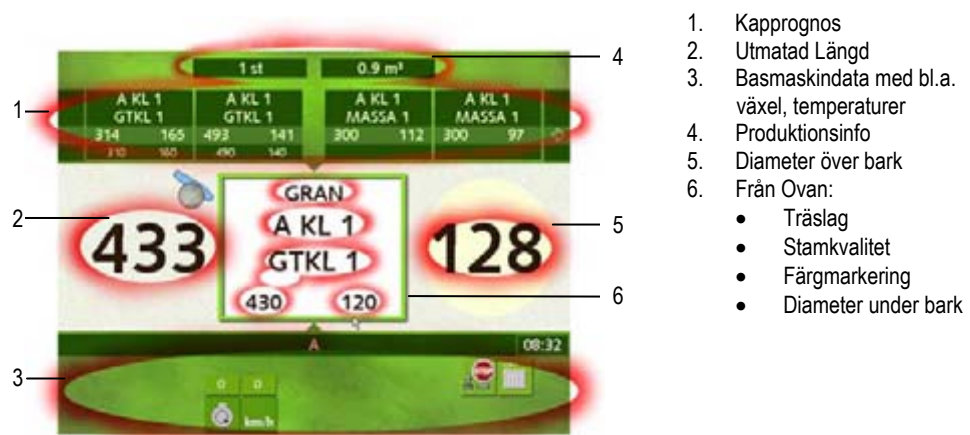 1 st 0.9 m³
A KL 1 A KL 1 A KL 1 A KL 1
GTKL 1 GTKL 1 MASSA 1 MASSA 1
314 165 493 141 300 112 300 97
310 160 490 140
433
GRAN
A KL 1
GTKL 1
430 120
128
A 08:32
0 0
km/h
1
2
3
4
5
6
1. Kapprognos
2. Utmatad Längd
3. Basmaskindata med bl.a.
växel, temperaturer
4. Produktionsinfo
5. Diameter över bark
6. Från Ovan:
• Träslag
• Stamkvalitet
• Färgmarkering
• Diameter under bark